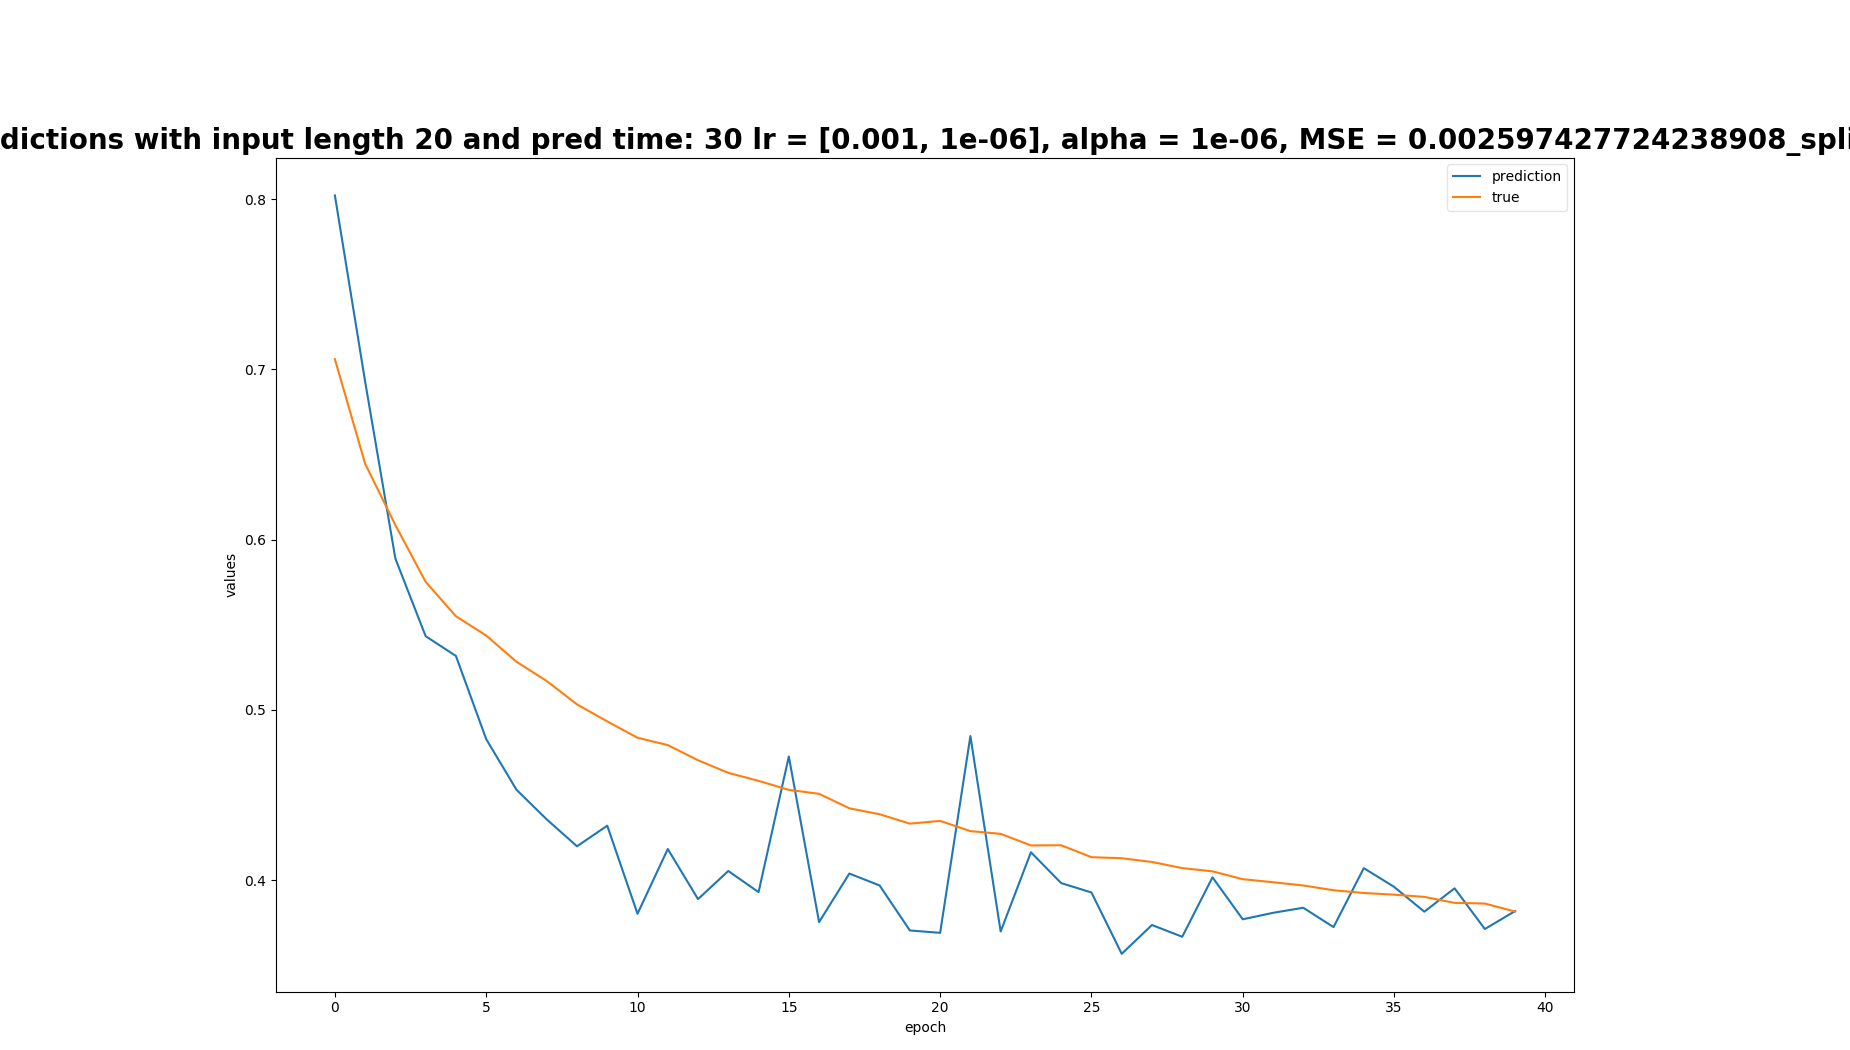 dictions with input length 20 and pred time: 30 lr = [0.001, 1e-06], alpha = 1e-06, MSE = 0.002597427724238908_spli
prediction
true
0.8
0.7
0.6
0.5
0.4
values
0 5 10 15 20 25 30 35 40
epoch